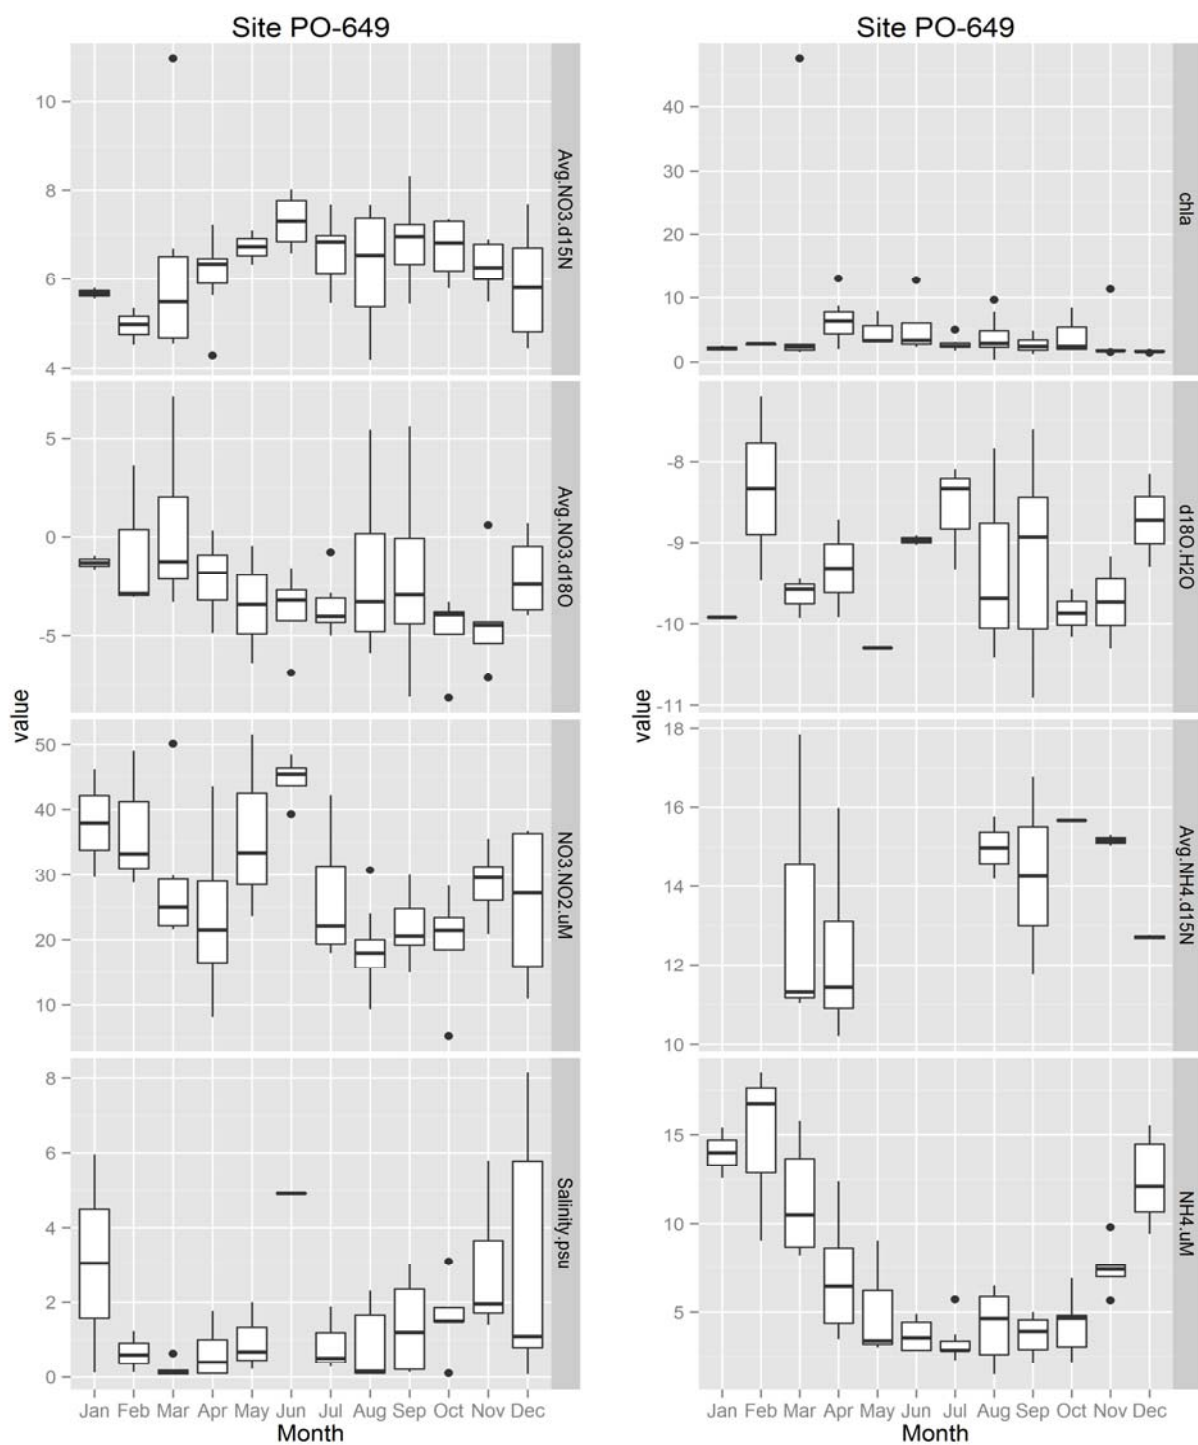 Site PO-649
10
8
6
4
Avg.NO3.d15N
5
0
-5
Avg.NO3.d18O
50
40
30
20
10
NO3.NO2.uM
8
6
4
2
0
Salinity.psu
value
Jan Feb Mar Apr May Jun Jul Aug Sep Oct Nov Dec
Month
Site PO-649
40
30
20
10
0
chla
-8
-9
-10
-11
d18O.H2O
18
16
14
12
10
Avg.NH4.d15N
15
10
5
NH4.uM
value
Jan Feb Mar Apr May Jun Jul Aug Sep Oct Nov Dec
Month